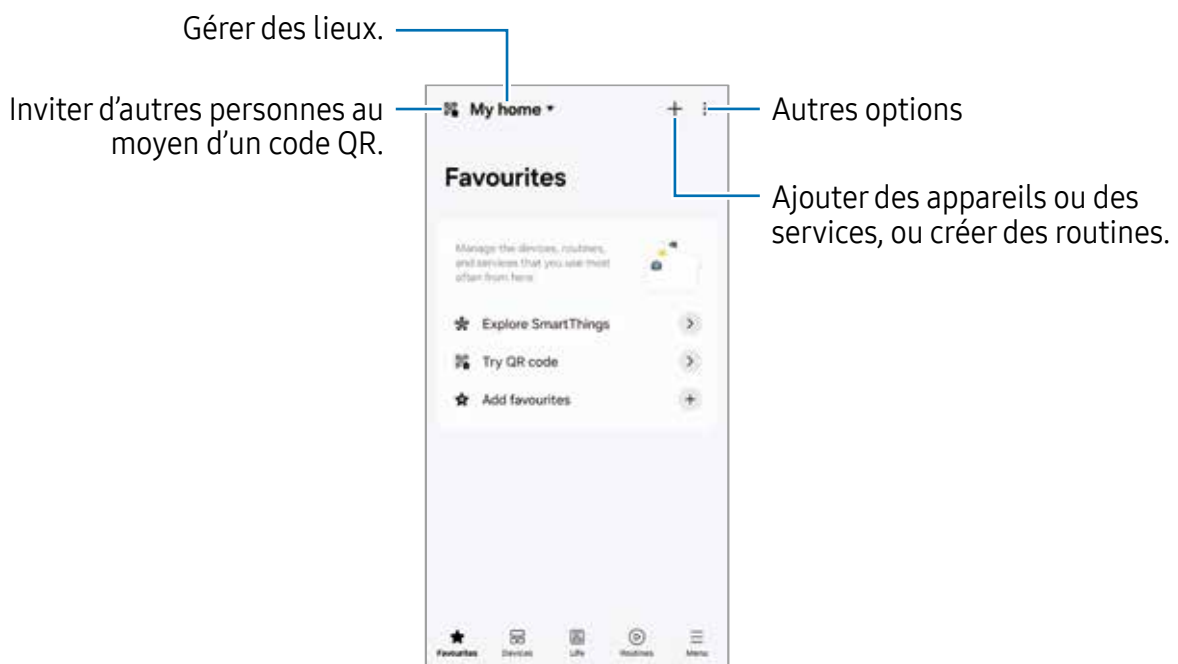 Gérer des lieux.
Inviter d'autres personnes au
moyen d'un code QR.
My home
Autres options
Ajouter des appareils ou des
services, ou créer des routines.
Favourites
Manage the devices, routines,
and services that you use most
often from here.
Explore SmartThings
Try QR code
Add favourites
Favourites Devices Life Routines Menu